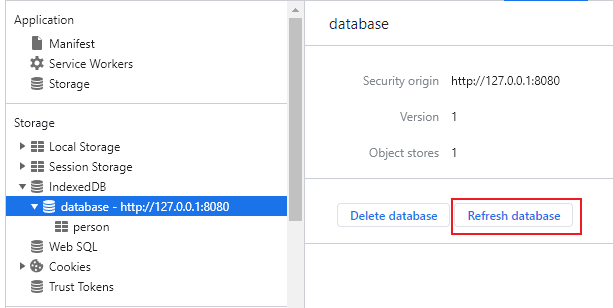 Application
Manifest
Service Workers
Storage
Storage
Local Storage
Session Storage
IndexedDB
database - http://127.0.0.1:8080
person
Web SQL
Cookies
Trust Tokens
database
Security origin http://127.0.0.1:8080
Version 1
Object stores 1
Delete database Refresh database